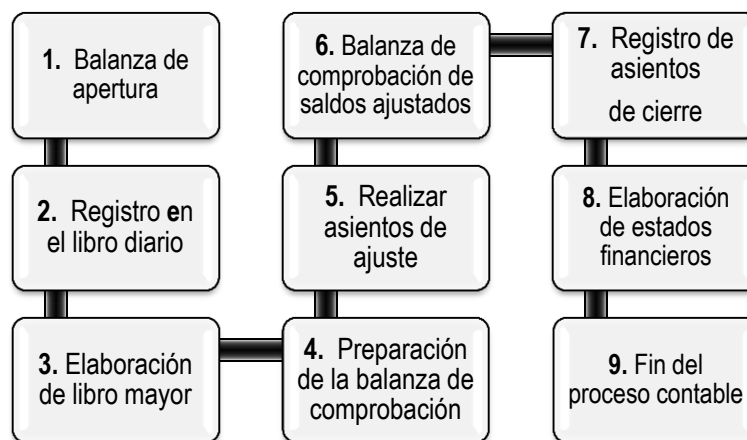 1. Balanza de
apertura
2. Registro en
el libro diario
3. Elaboración
de libro mayor
4. Preparación
de la balanza de
comprobación
5. Realizar
asientos de
ajuste
6. Balanza de
comprobación de
saldos ajustados
7. Registro de
asientos
de cierre
8. Elaboración
de estados
financieros
9. Fin del
proceso contable